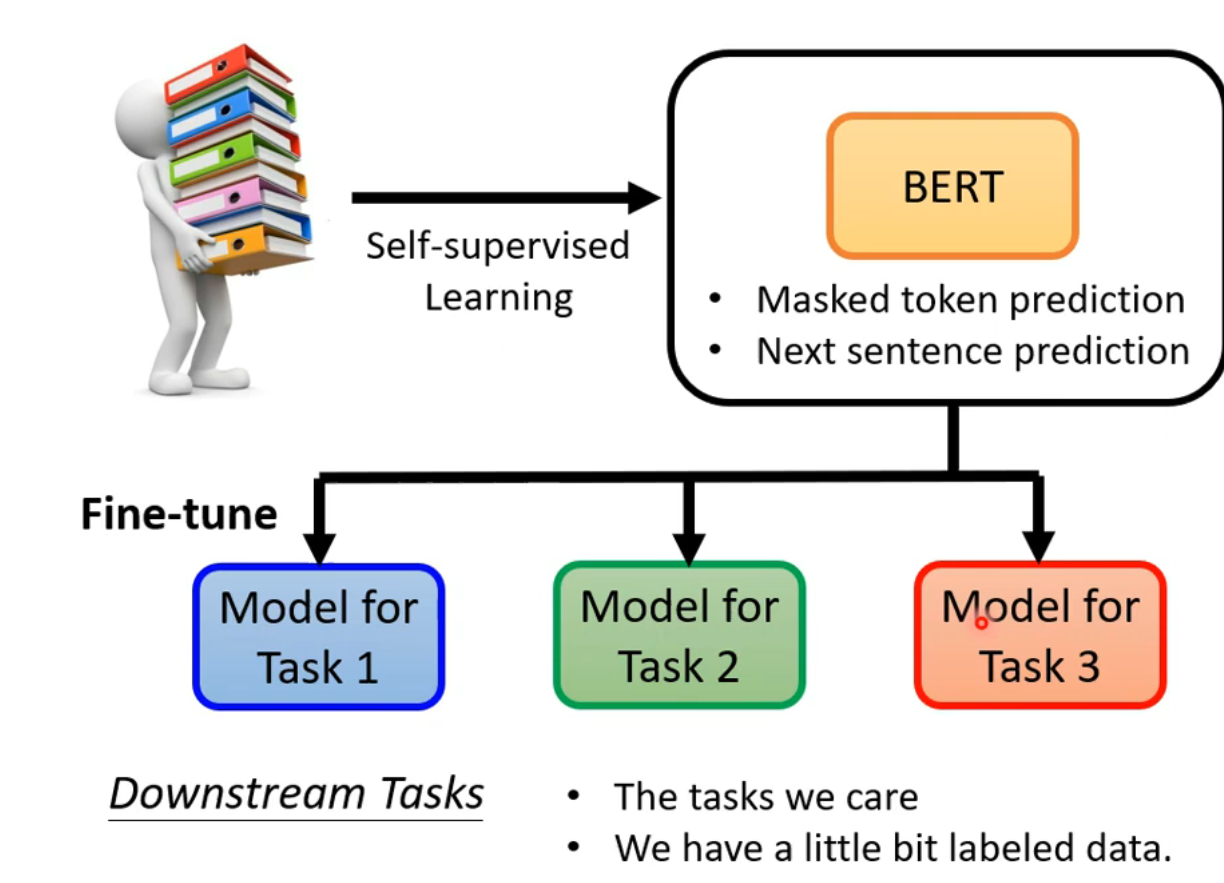 BERT
Self-supervised
Learning
• Masked token prediction
• Next sentence prediction
Fine-tune
Model for
Task 1
Model for
Task 2
Model for
Task 3
Downstream Tasks
• The tasks we care
• We have a little bit labeled data.